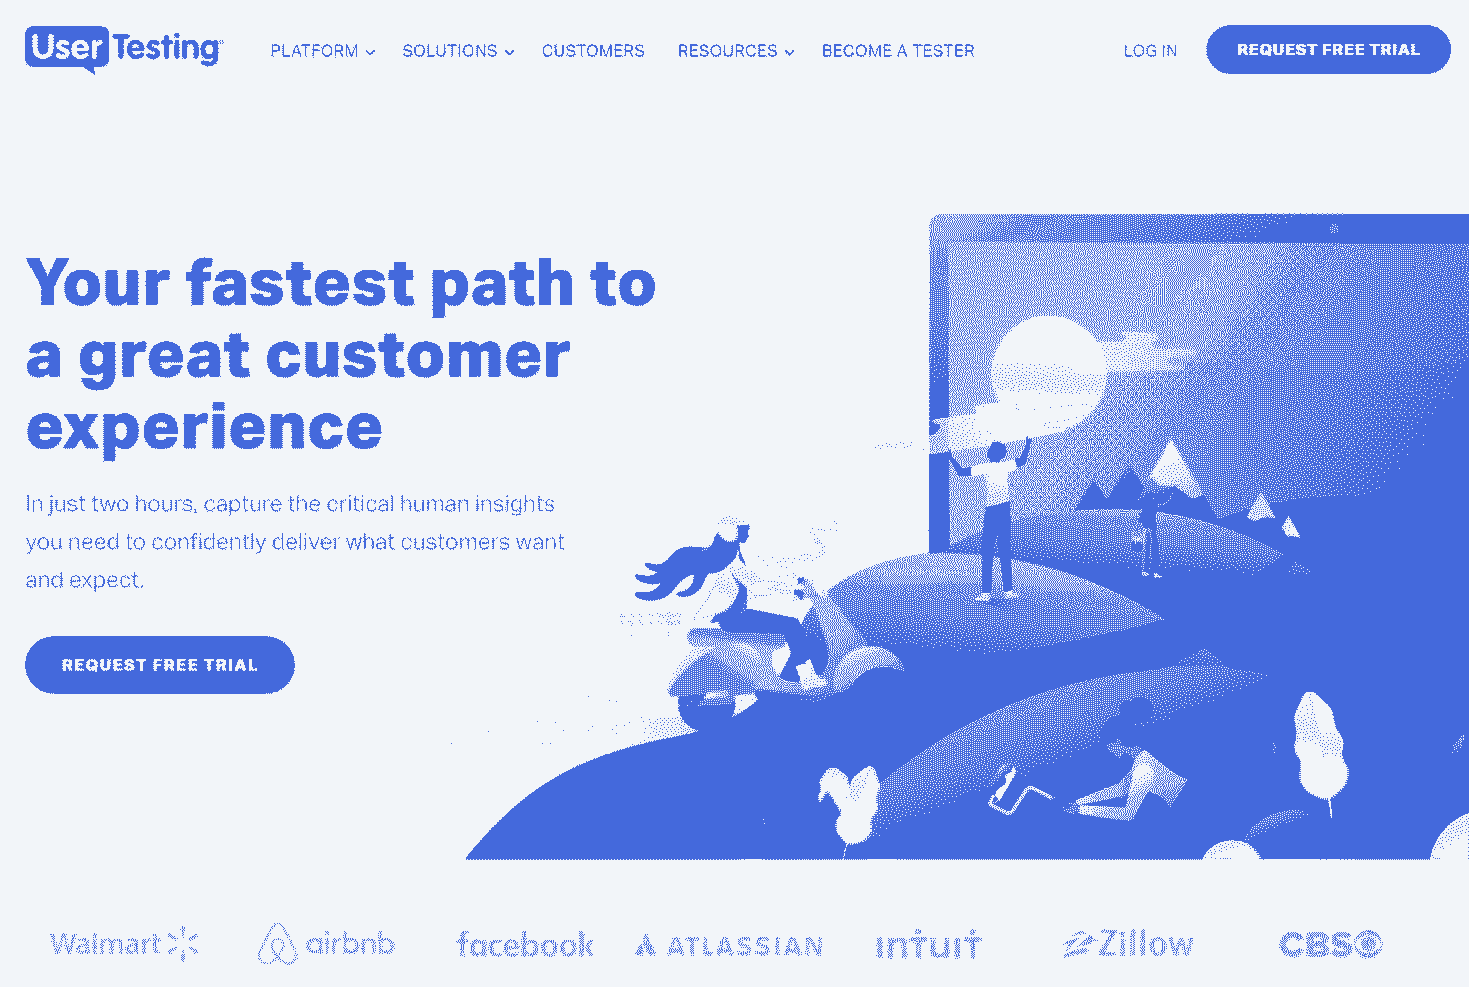 UserTesting
PLATFORM
SOLUTIONS
CUSTOMERS
RESOURCES
BECOME A TESTER
LOG IN
REQUEST FREE TRIAL
Your fastest path to
a great customer
experience
In just two hours, capture the critical human insights
you need to confidently deliver what customers want
and expect.
REQUEST FREE TRIAL
Walmart
airbnb
facebook
ATLASSIAN
intuit
Zillow
CBS